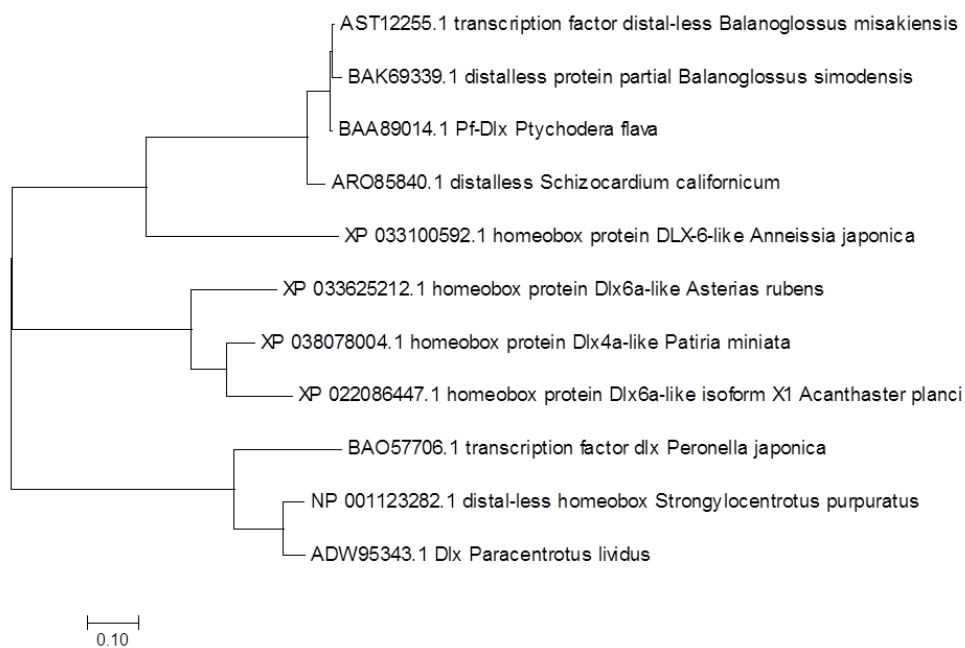 AST12255.1 transcription factor distal-less Balanoglossus misakiensis
BAK69339.1 distalless protein partial Balanoglossus simodensis
BAA89014.1 Pf-Dlx Ptychodera flava
ARO85840.1 distalless Schizocardium californicum
XP 033100592.1 homeobox protein DLX-6-like Anneissia japonica
XP 033625212.1 homeobox protein Dlx6a-like Asterias rubens
XP 038078004.1 homeobox protein Dlx4a-like Patiria miniata
XP 022086447.1 homeobox protein Dlx6a-like isoform X1 Acanthaster planci
BAO57706.1 transcription factor dlx Peronella japonica
NP 001123282.1 distal-less homeobox Strongylocentrotus purpuratus
ADW95343.1 Dlx Paracentrotus lividus
0.10